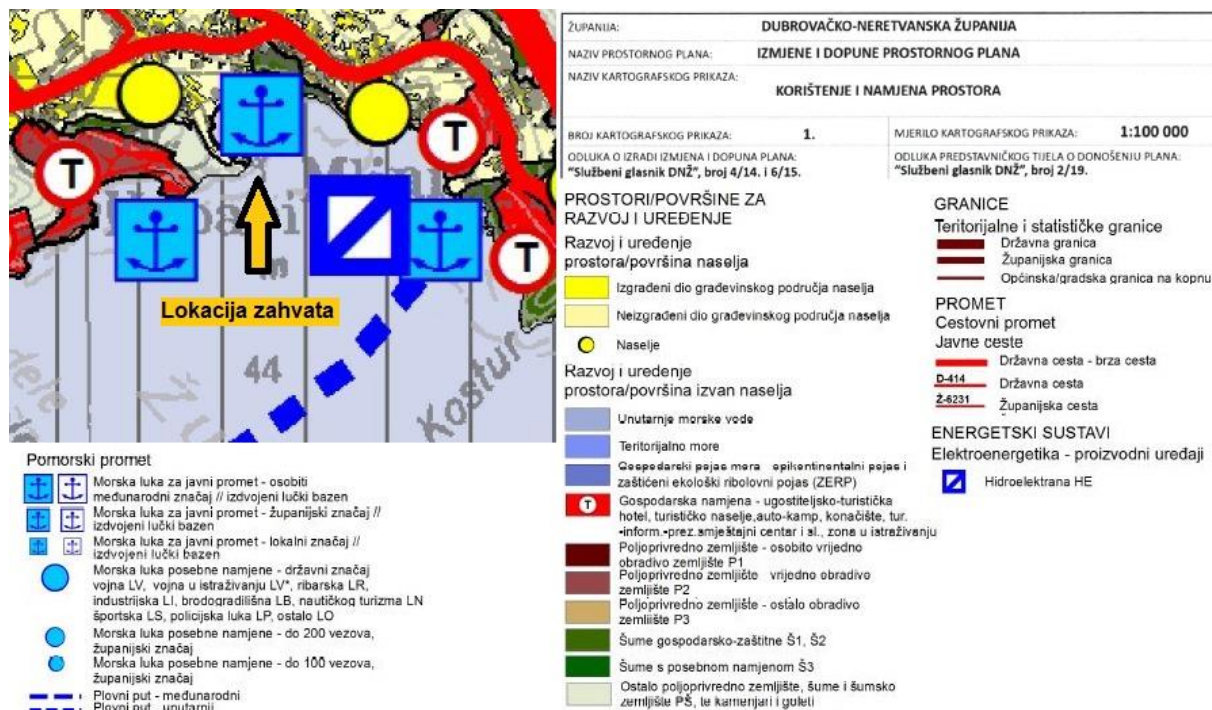 T
T
T
Lokacija zahvata
44
Kostur
Pomorski promet
Morska luka za javni promet - osobiti
međunarodni značaj // izdvojeni lučki bazen
Morska luka za javni promet - županijski značaj //
izdvojeni lučki bazen
Morska luka za javni promet - lokalni značaj //
izdvojeni lučki bazen
Morska luka posebne namjene - državni značaj
vojna LV, vojna u istraživanju LV*, ribarska LR,
industrijska LI, brodogradilišna LB, nautičkog turizma LN
športska LS, policijska luka LP, ostalo LO
Morska luka posebne namjene - do 200 vezova,
županijski značaj
Morska luka posebne namjene - do 100 vezova,
županijski značaj
Plovni put - međunarodni
Plovni put - unutarnji
ŽUPANIJA: DUBROVAČKO-NERETVANSKA ŽUPANIJA
NAZIV PROSTORNOG PLANA: IZMJENE I DOPUNE PROSTORNOG PLANA
NAZIV KARTOGRAFSKOG PRIKAZA:
KORIŠTENJE I NAMJENA PROSTORA
BROJ KARTOGRAFSKOG PRIKAZA: 1.
MJERILO KARTOGRAFSKOG PRIKAZA: 1:100 000
ODLUKA O IZRADI IZMJENA I DOPUNA PLANA:
"Službeni glasnik DNŽ", broj 4/14. i 6/15.
ODLUKA PREDSTAVNIČKOG TIJELA O DONOŠENJU PLANA:
"Službeni glasnik DNŽ", broj 2/19.
PROSTORI/POVRŠINE ZA
RAZVOJ I UREĐENJE
Razvoj i uređenje
prostora/površina naselja
Izgrađeni dio građevinskog područja naselja
Neizgrađeni dio građevinskog područja naselja
Naselje
Razvoj i uređenje
prostora/površina izvan naselja
Unutarnje morske vode
Teritorijalno more
Gospodarski pojas mora epikontinentalni pojas i
zaštićeni ekološki ribolovni pojas (ZERP)
T
Gospodarska namjena - ugostiteljsko-turistička
hotel, turističko naselje,auto-kamp, konačište, tur.
-inform.-prez.smještajni centar i sl., zona u istraživanju
Poljoprivredno zemljište - osobito vrijedno
obradivo zemljište P1
Poljoprivredno zemljište vrijedno obradivo
zemljište P2
Poljoprivredno zemljište - ostalo obradivo
zemljište P3
Šume gospodarsko-zaštitne Š1, Š2
Šume s posebnom namjenom Š3
Ostalo poljoprivredno zemljište, šume i šumsko
zemljište PŠ, te kamenjari i goleti
GRANICE
Teritorijalne i statističke granice
Državna granica
Županijska granica
Općinska/gradska granica na kopnu
PROMET
Cestovni promet
Javne ceste
Državna cesta - brza cesta
D-414 Državna cesta
Ž-6231 Županijska cesta
ENERGETSKI SUSTAVI
Elektroenergetika - proizvodni uređaji
Hidroelektrana HE